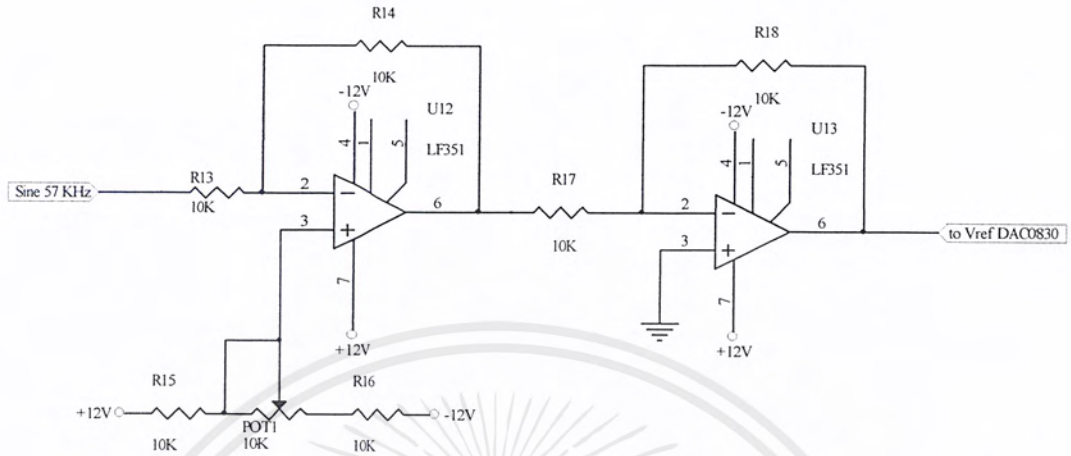 R14
10K
-12V
4
1
5
U12
LF351
Sine 57 KHz
R13
10K
2
3
6
7
+12V
R15
+12V
10K
POT1
10K
R16
10K
-12V
R17
10K
R18
10K
-12V
4
1
5
U13
LF351
2
3
6
7
+12V
to Vref DAC0830